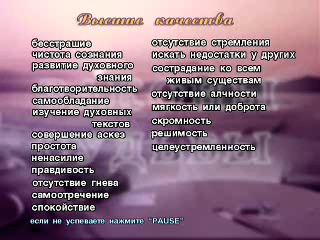 Высшие качества
бесстрашие
чистота сознания
развитие духовного
знания
благотворительность
самообладание
изучение духовных
текстов
совершение аскез
простота
ненасилие
правдивость
отсутствие гнева
самоотречение
спокойствие
отсутствие стремления
искать недостатки у других
сострадание ко всем
живым существам
отсутствие алчности
мягкость или доброта
скромность
решимость
целеустремленность
если не успеваете нажмите "PAUSE"